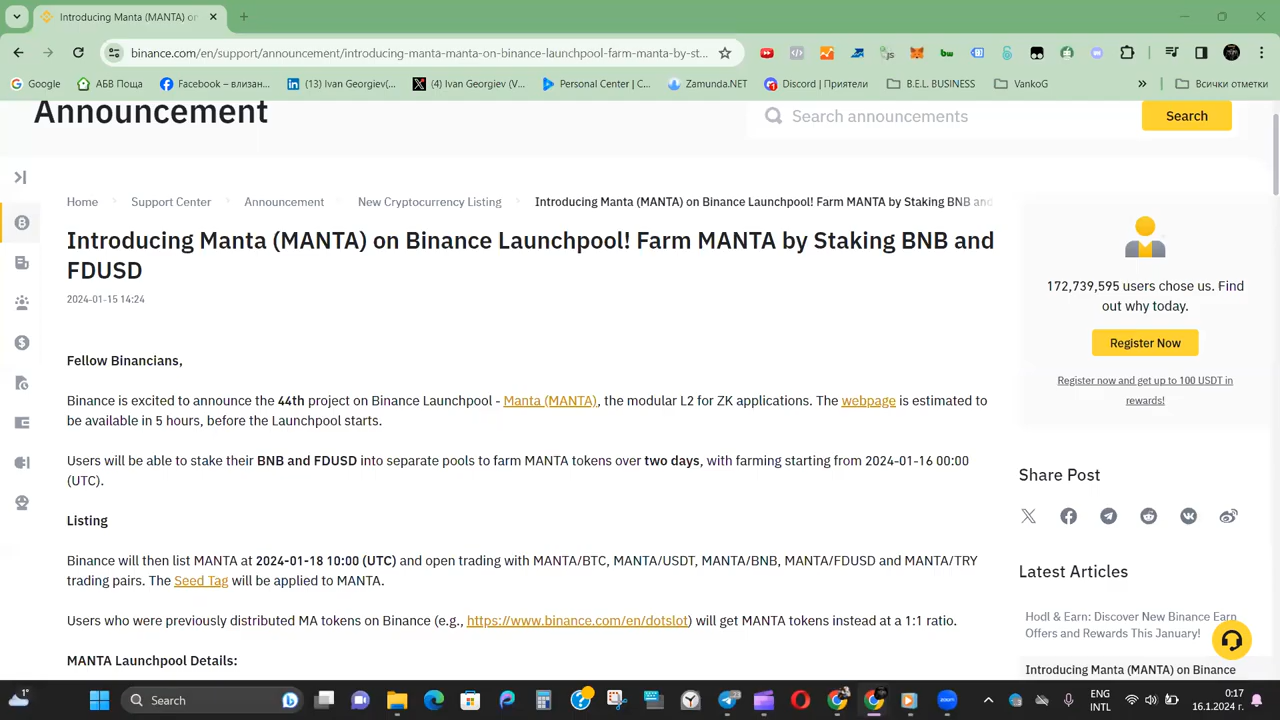 Introducing Manta (MANTA) on
binance.com/en/support/announcement/introducing-manta-manta-on-binance-launchpool-farm-manta-by-st...
Google
АБВ Поща
Facebook – влизан...
(13) Ivan Georgiev(...
(4) Ivan Georgiev (V...
Personal Center | C...
Zamunda.NET
Discord | Приятели
B.E.L. BUSINESS
VankoG
Всички отметки
Announcement
Search announcements
Search
Home
Support Center
Announcement
New Cryptocurrency Listing
Introducing Manta (MANTA) on Binance Launchpool! Farm MANTA by Staking BNB and
Introducing Manta (MANTA) on Binance Launchpool! Farm MANTA by Staking BNB and
FDUSD
2024-01-15 14:24
Fellow Binancians,
Binance is excited to announce the 44th project on Binance Launchpool - Manta (MANTA), the modular L2 for ZK applications. The webpage is estimated to
be available in 5 hours, before the Launchpool starts.
Users will be able to stake their BNB and FDUSD into separate pools to farm MANTA tokens over two days, with farming starting from 2024-01-16 00:00
(UTC).
Listing
Binance will then list MANTA at 2024-01-18 10:00 (UTC) and open trading with MANTA/BTC, MANTA/USDT, MANTA/BNB, MANTA/FDUSD and MANTA/TRY
trading pairs. The Seed Tag will be applied to MANTA.
Users who were previously distributed MA tokens on Binance (e.g., https://www.binance.com/en/dotslot) will get MANTA tokens instead at a 1:1 ratio.
MANTA Launchpool Details:
172,739,595 users chose us. Find
out why today.
Register Now
Register now and get up to 100 USDT in
rewards!
Share Post
Latest Articles
Hodl & Earn: Discover New Binance Earn
Offers and Rewards This January!
Introducing Manta (MANTA) on Binance
1°
Search
ENG
INTL
0:17
16.1.2024 г.